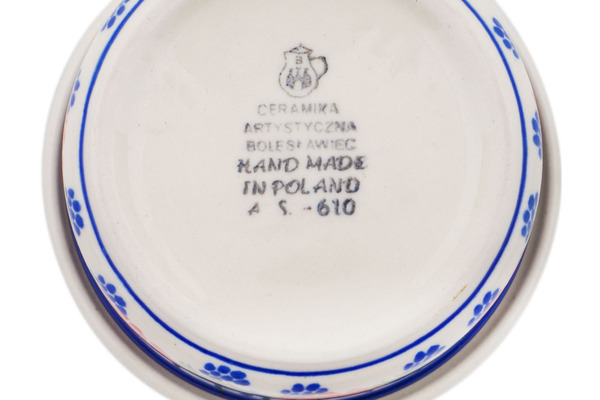 B
CERAMIKA
ARTYSTYCZNA
BOLESŁAWIEC
HAND MADE
IN POLAND
A S. - 610